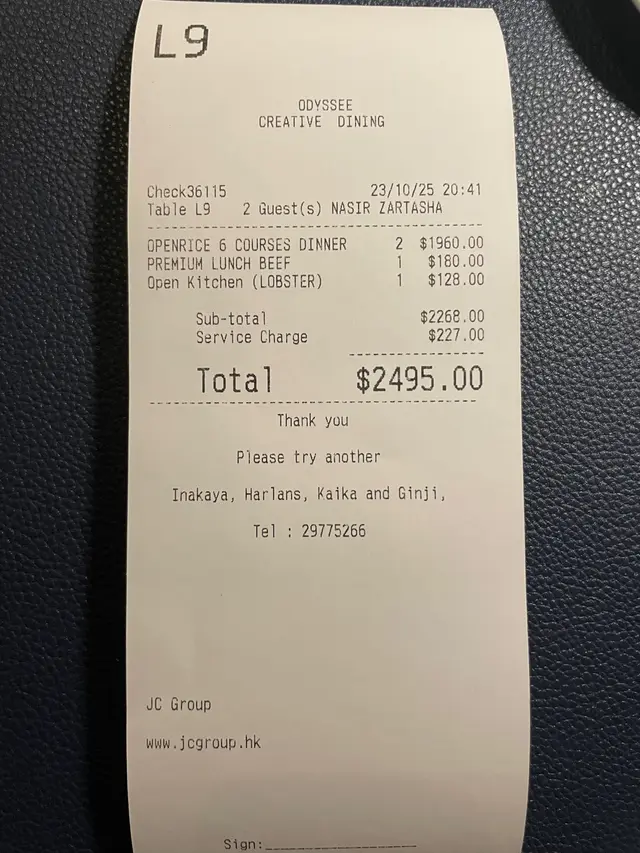 L9
ODYSSEE
CREATIVE DINING
Check36115 23/10/25 20:41
Table L9 2 Guest(s) NASIR ZARTASHA
OPENRICE 6 COURSES DINNER 2 $1960.00
PREMIUM LUNCH BEEF 1 $180.00
Open Kitchen (LOBSTER) 1 $128.00
Sub-total $2268.00
Service Charge $227.00
Total $2495.00
Thank you
Please try another
Inakaya, Harlans, Kaika and Ginji,
Tel : 29775266
JC Group
www.jcgroup.hk
Sign: